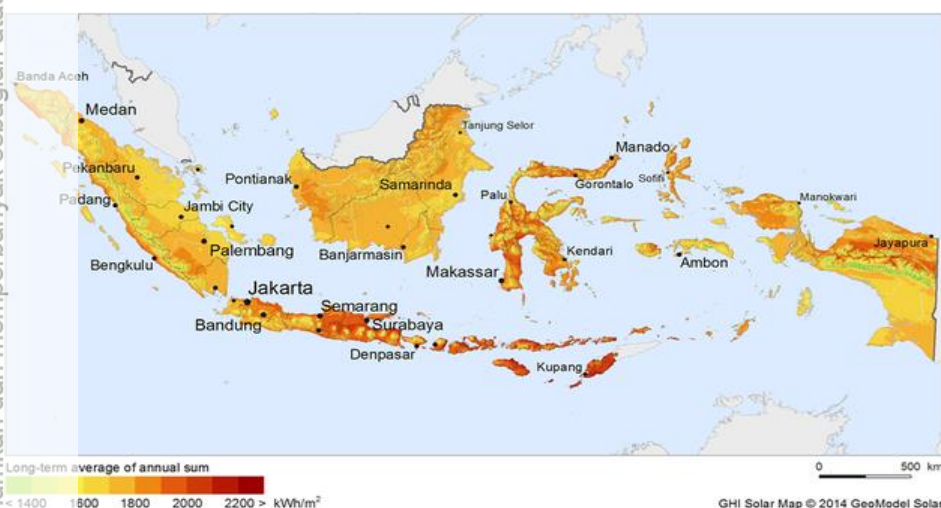 Banda Aceh
Medan
Tanjung Selor
Pekanbaru
Manado
Pontianak
Samarinda
Gorontalo
Sofifi
Padang
Jambi City
Palu
Manokwari
Palembang
Banjarmasin
Kendari
Jayapura
Bengkulu
Makassar
Ambon
Jakarta
Semarang
Bandung
Surabaya
Denpasar
Kupang
Long-term average of annual sum
< 1400 1600 1800 2000 2200 > kWh/m²
0 500 km
GHI Solar Map © 2014 GeoModel Solar